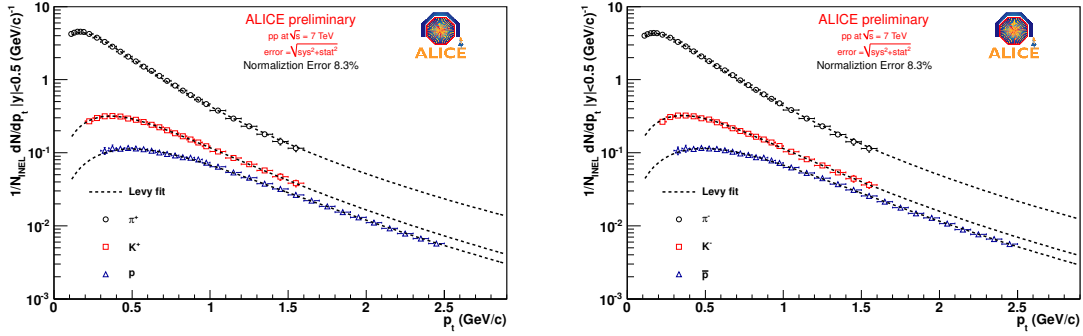 1/N_INEL dN/dp_t |y|<0.5 (GeV/c)^-1
ALICE preliminary
pp at √s = 7 TeV
error = √sys²+stat²
Normaliztion Error 8.3%
ALICE
10
1
10^-1
10^-2
10^-3
Levy fit
π⁺
K⁺
p
0 0.5 1 1.5 2 2.5
p_t (GeV/c)
1/N_INEL dN/dp_t |y|<0.5 (GeV/c)^-1
ALICE preliminary
pp at √s = 7 TeV
error = √sys²+stat²
Normaliztion Error 8.3%
ALICE
10
1
10^-1
10^-2
10^-3
Levy fit
π⁻
K⁻
p̅
0 0.5 1 1.5 2 2.5
p_t (GeV/c)